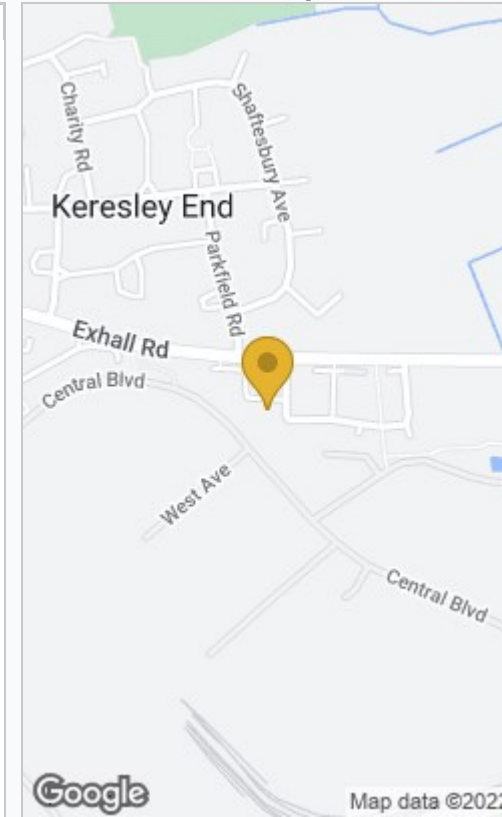 Charity Rd
Shaftesbury Ave
Keresley End
Parkfield Rd
Exhall Rd
Central Blvd
West Ave
Central Blvd
Google
Map data ©2022